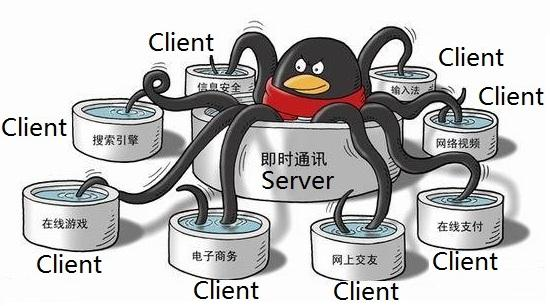 Client
Client
信息安全
输入法
Client
Client
搜索引擎
网络视频
即时通讯
Server
在线游戏
电子商务
网上交友
在线支付
Client
Client
Client
Client